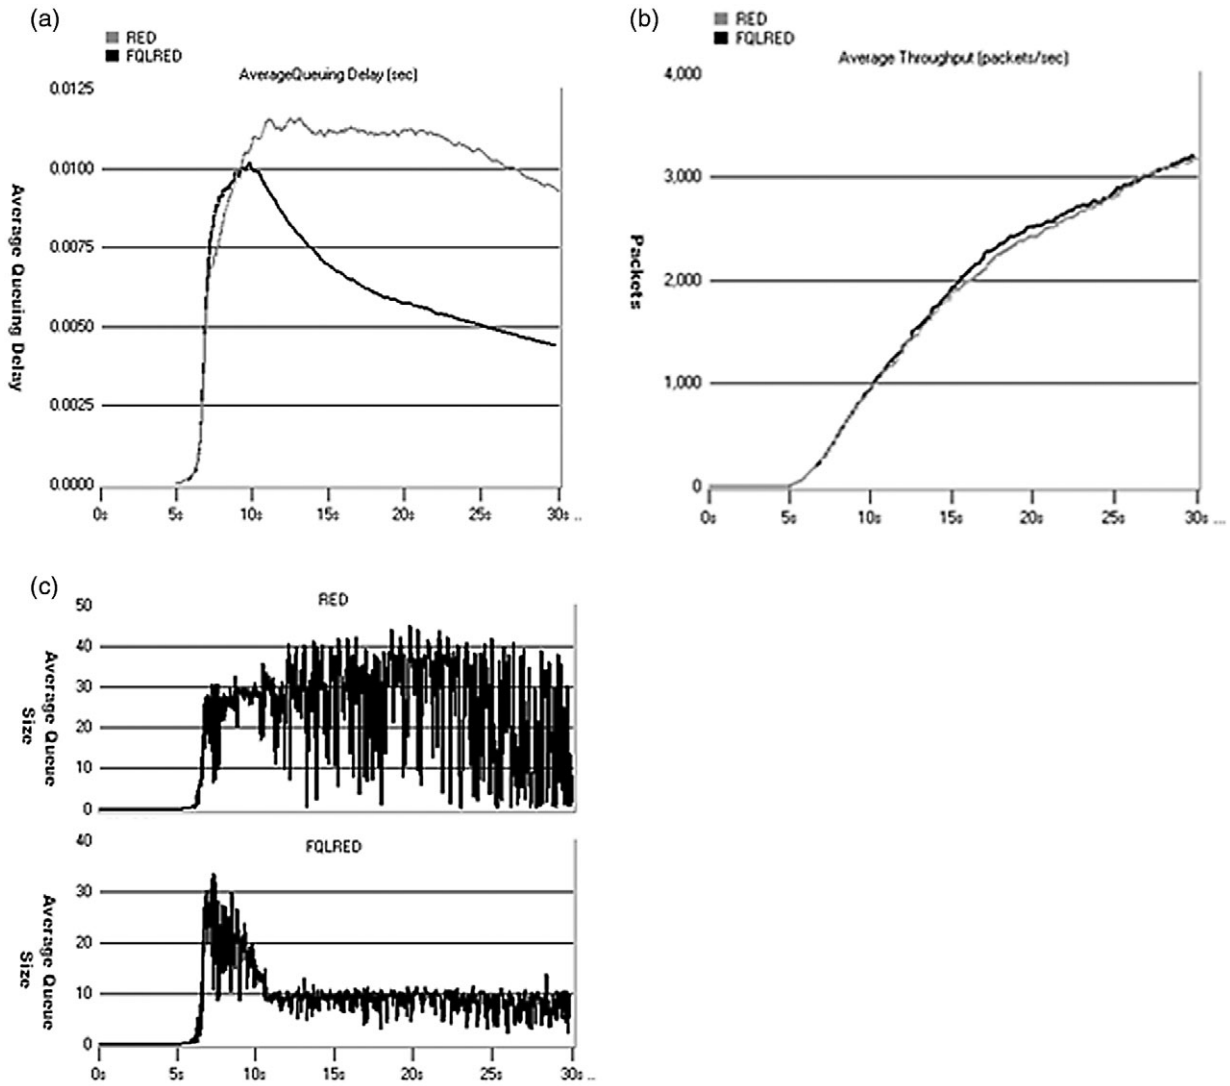 (a)
RED
FQLRED
AverageQueuing Delay (sec)
0.0125
0.0100
0.0075
0.0050
0.0025
0.0000
Average Queuing Delay
0s 5s 10s 15s 20s 25s 30s ..
(b)
RED
FQLRED
Average Throughput (packets/sec)
4,000
3,000
2,000
1,000
0
Packets
0s 5s 10s 15s 20s 25s 30s ...
(c)
RED
50
40
30
20
10
0
Average Queue
Size
FQLRED
40
30
20
10
0
Average Queue
Size
0s 5s 10s 15s 20s 25s 30s ..